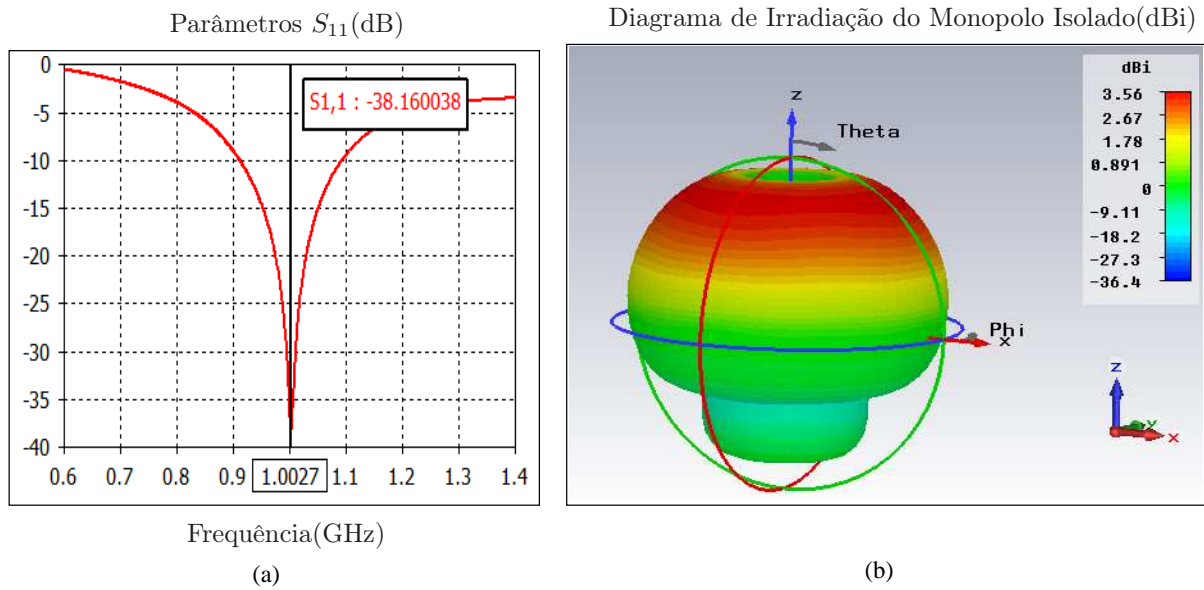 Parâmetros S11(dB)
0
-5
-10
-15
-20
-25
-30
-35
-40
S1,1 : -38.160038
0.6 0.7 0.8 0.9 1.0027 1.1 1.2 1.3 1.4
Frequência(GHz)
(a)
Diagrama de Irradiação do Monopolo Isolado(dBi)
z
Theta
Phi
x
dBi
3.56
2.67
1.78
0.891
0
-9.11
-18.2
-27.3
-36.4
z
y
x
(b)